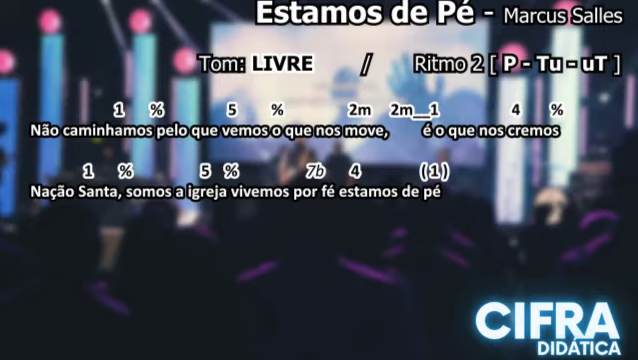 Estamos de Pé - Marcus Salles
Tom: LIVRE / Ritmo 2 [ P - Tu - uT ]
1 % 5 % 2m 2m__1 4 %
Não caminhamos pelo que vemos o que nos move, é o que nos cremos
1 % 5 % 7b 4 (1)
Nação Santa, somos a igreja vivemos por fé estamos de pé
CIFRA
DIDÁTICA